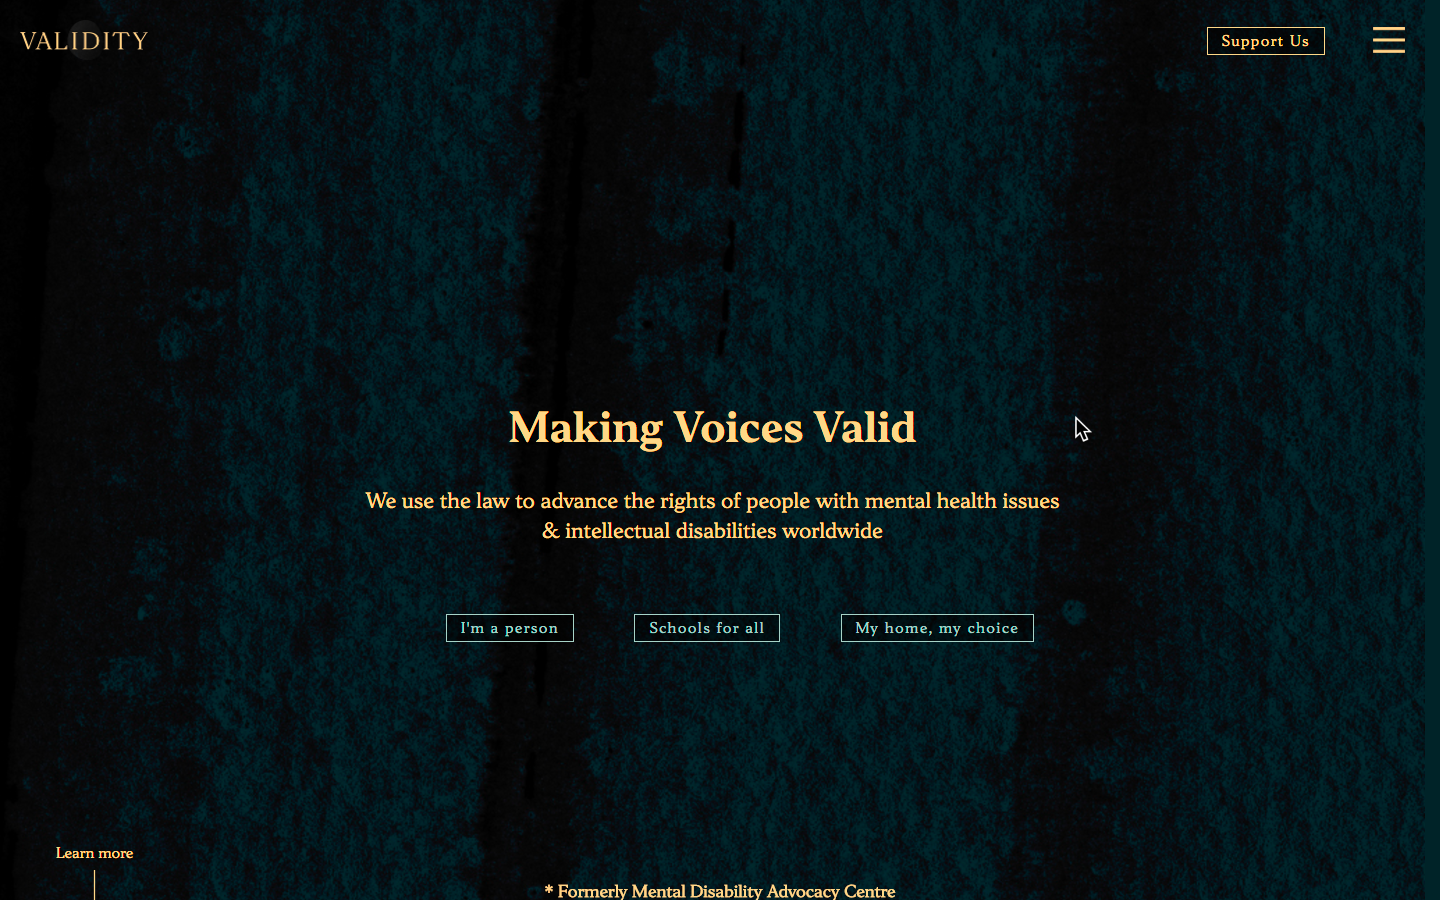 VALIDITY
Support Us
Making Voices Valid
We use the law to advance the rights of people with mental health issues
& intellectual disabilities worldwide
I'm a person
Schools for all
My home, my choice
Learn more
* Formerly Mental Disability Advocacy Centre